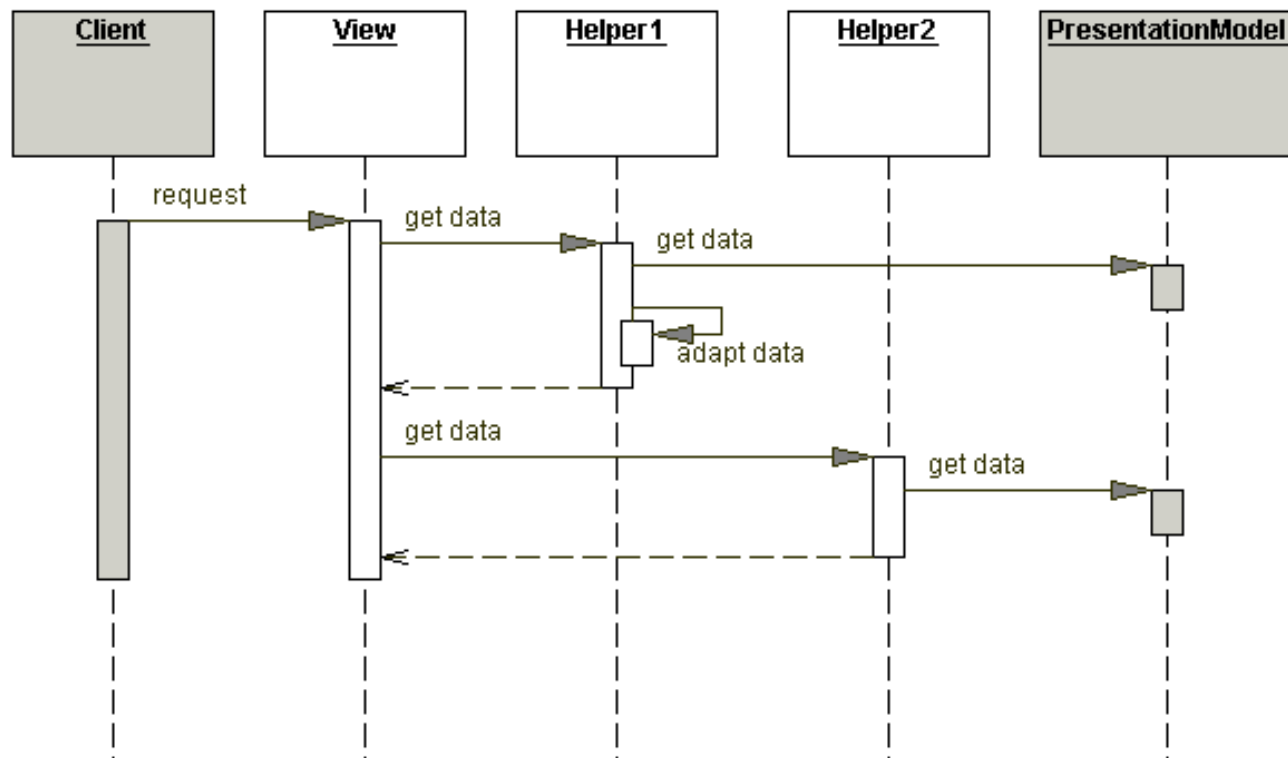 Client
View
Helper1
Helper2
PresentationModel
request
get data
get data
adapt data
get data
get data